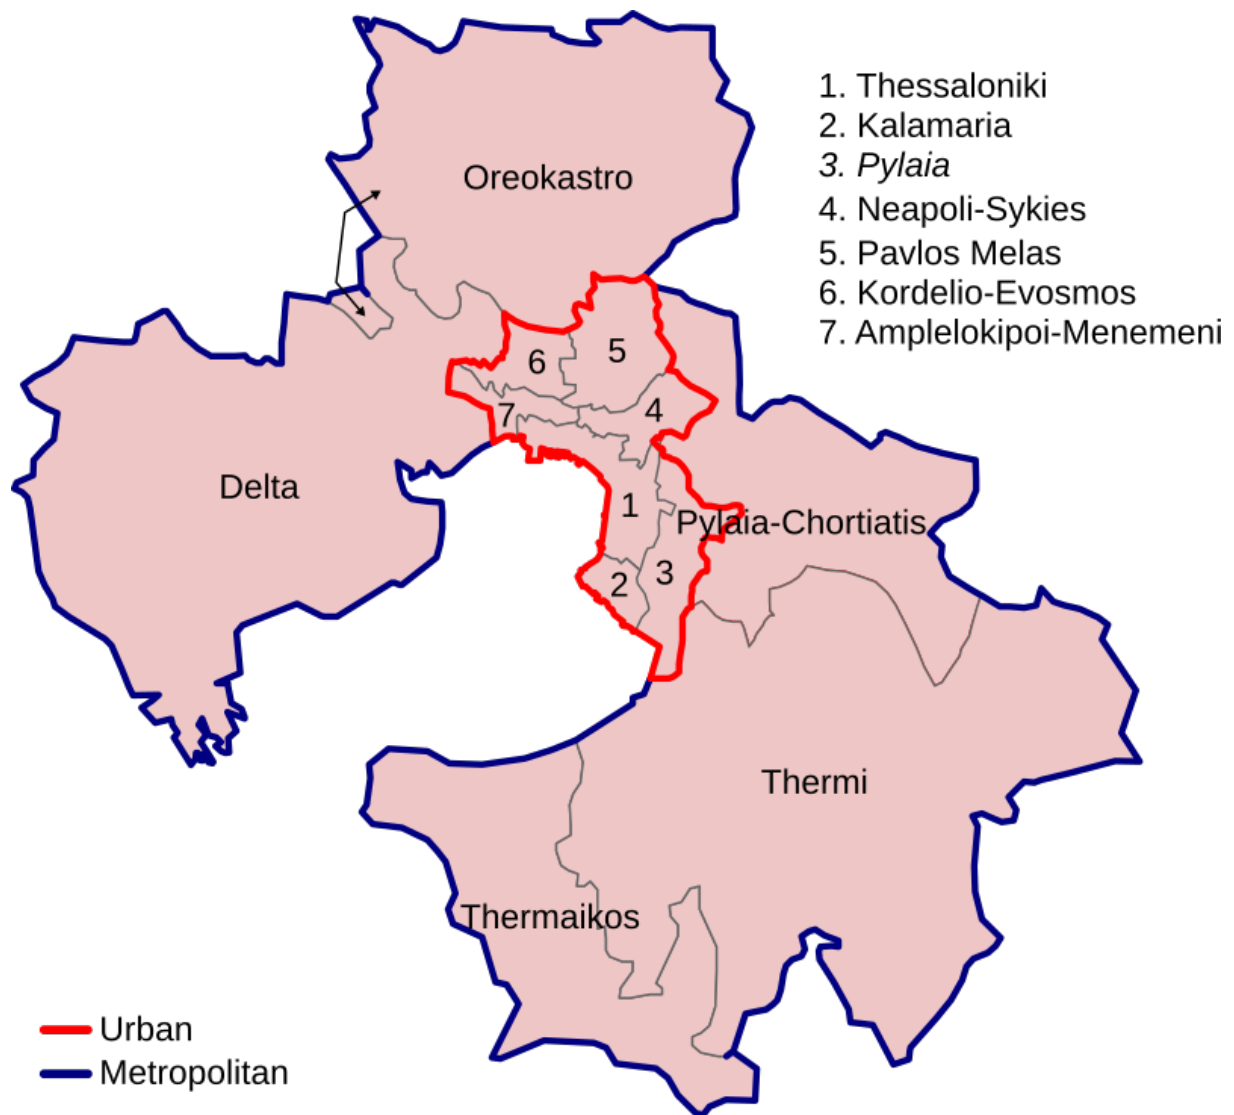 1. Thessaloniki
2. Kalamaria
3. Pylaia
4. Neapoli-Sykies
5. Pavlos Melas
6. Kordelio-Evosmos
7. Amplelokipoi-Menemeni
Oreokastro
5
6
4
7
Delta
1
Pylaia-Chortiatis
3
2
Thermi
Thermaikos
Urban
Metropolitan